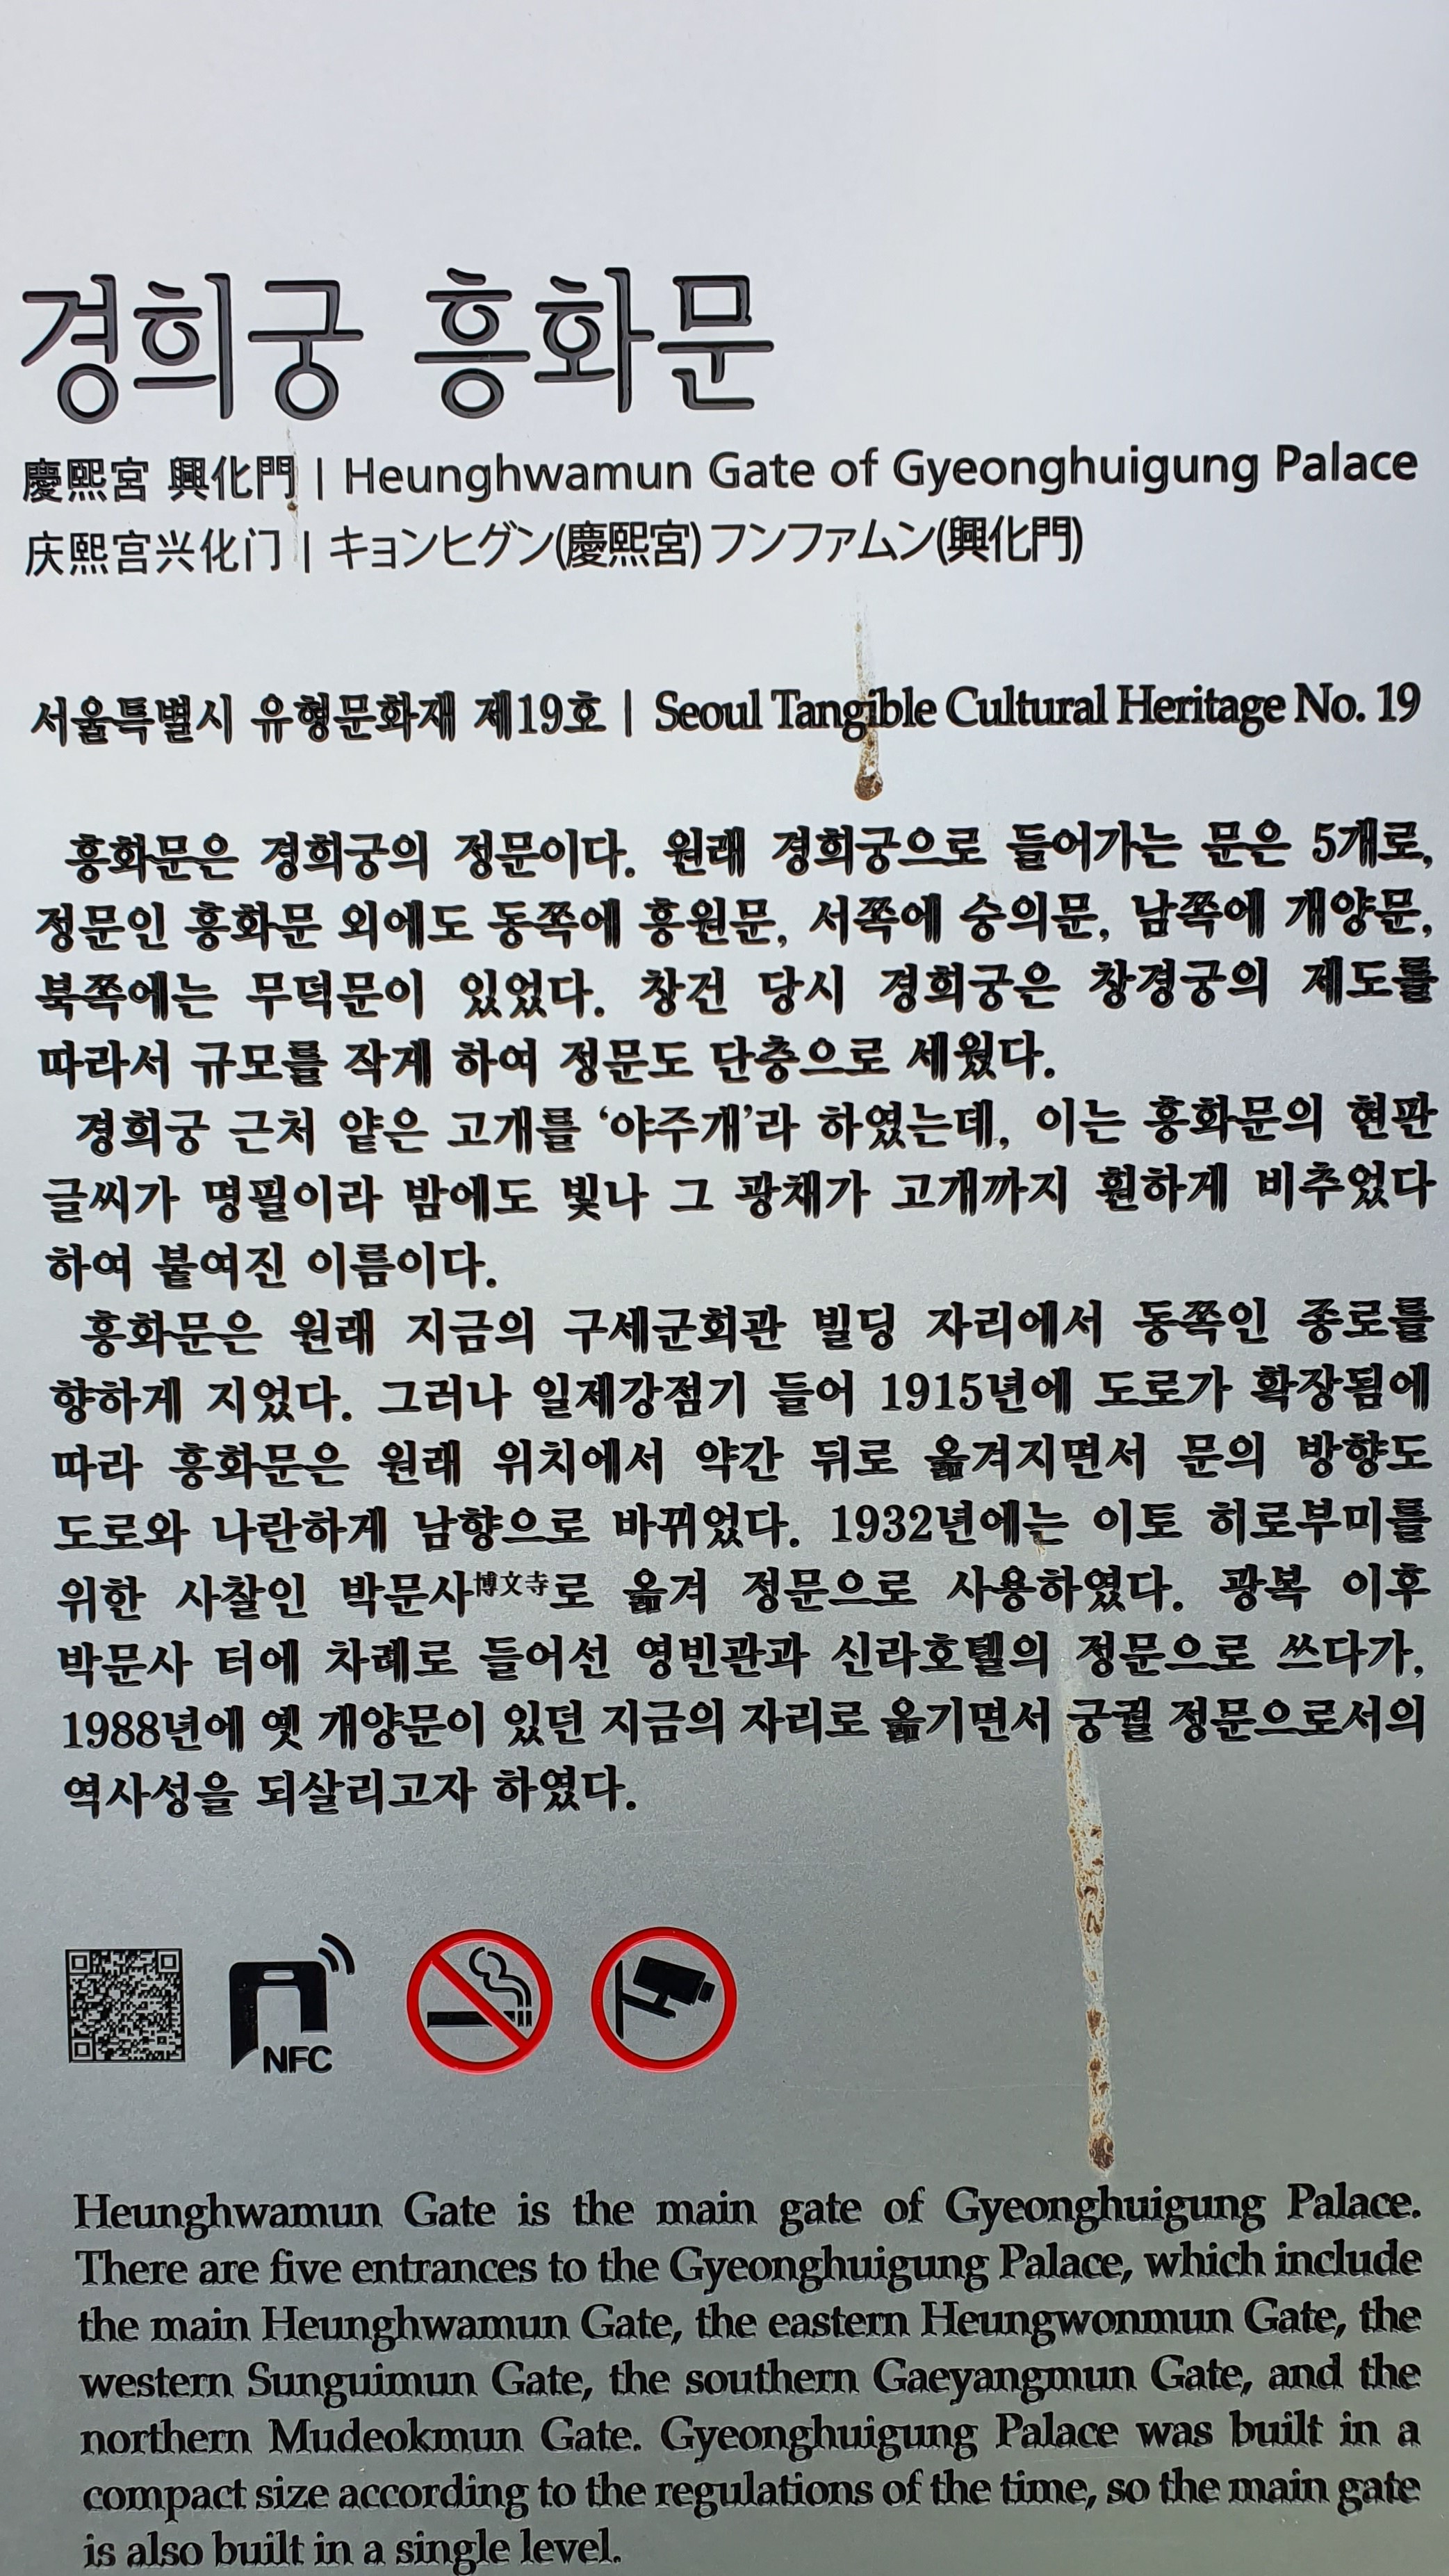 경희궁 흥화문
慶熙宮 興化門 | Heunghwamun Gate of Gyeonghuigung Palace
庆熙宫兴化门 | キョンヒグン(慶熙宮) フンファムン(興化門)
서울특별시 유형문화재 제19호 | Seoul Tangible Cultural Heritage No. 19
흥화문은 경희궁의 정문이다. 원래 경희궁으로 들어가는 문은 5개로,
정문인 흥화문 외에도 동쪽에 흥원문, 서쪽에 숭의문, 남쪽에 개양문,
북쪽에는 무덕문이 있었다. 창건 당시 경희궁은 창경궁의 제도를
따라서 규모를 작게 하여 정문도 단층으로 세웠다.
경희궁 근처 얕은 고개를 ‘야주개’라 하였는데, 이는 흥화문의 현판
글씨가 명필이라 밤에도 빛나 그 광채가 고개까지 훤하게 비추었다
하여 붙여진 이름이다.
흥화문은 원래 지금의 구세군회관 빌딩 자리에서 동쪽인 종로를
향하게 지었다. 그러나 일제강점기 들어 1915년에 도로가 확장됨에
따라 흥화문은 원래 위치에서 약간 뒤로 옮겨지면서 문의 방향도
도로와 나란하게 남향으로 바뀌었다. 1932년에는 이토 히로부미를
위한 사찰인 박문사博文寺로 옮겨 정문으로 사용하였다. 광복 이후
박문사 터에 차례로 들어선 영빈관과 신라호텔의 정문으로 쓰다가,
1988년에 옛 개양문이 있던 지금의 자리로 옮기면서 궁궐 정문으로서의
역사성을 되살리고자 하였다.
NFC
Heunghwamun Gate is the main gate of Gyeonghuigung Palace.
There are five entrances to the Gyeonghuigung Palace, which include
the main Heunghwamun Gate, the eastern Heungwonmun Gate, the
western Sunguimun Gate, the southern Gaeyangmun Gate, and the
northern Mudeokmun Gate. Gyeonghuigung Palace was built in a
compact size according to the regulations of the time, so the main gate
is also built in a single level.